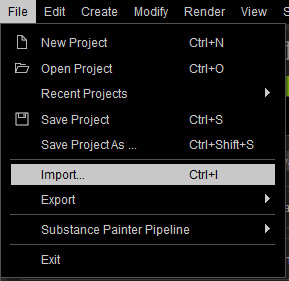 File Edit Create Modify Render View S
New Project Ctrl+N
Open Project Ctrl+O
Recent Projects
Save Project Ctrl+S
Save Project As ... Ctrl+Shift+S
Import... Ctrl+I
Export
Substance Painter Pipeline
Exit